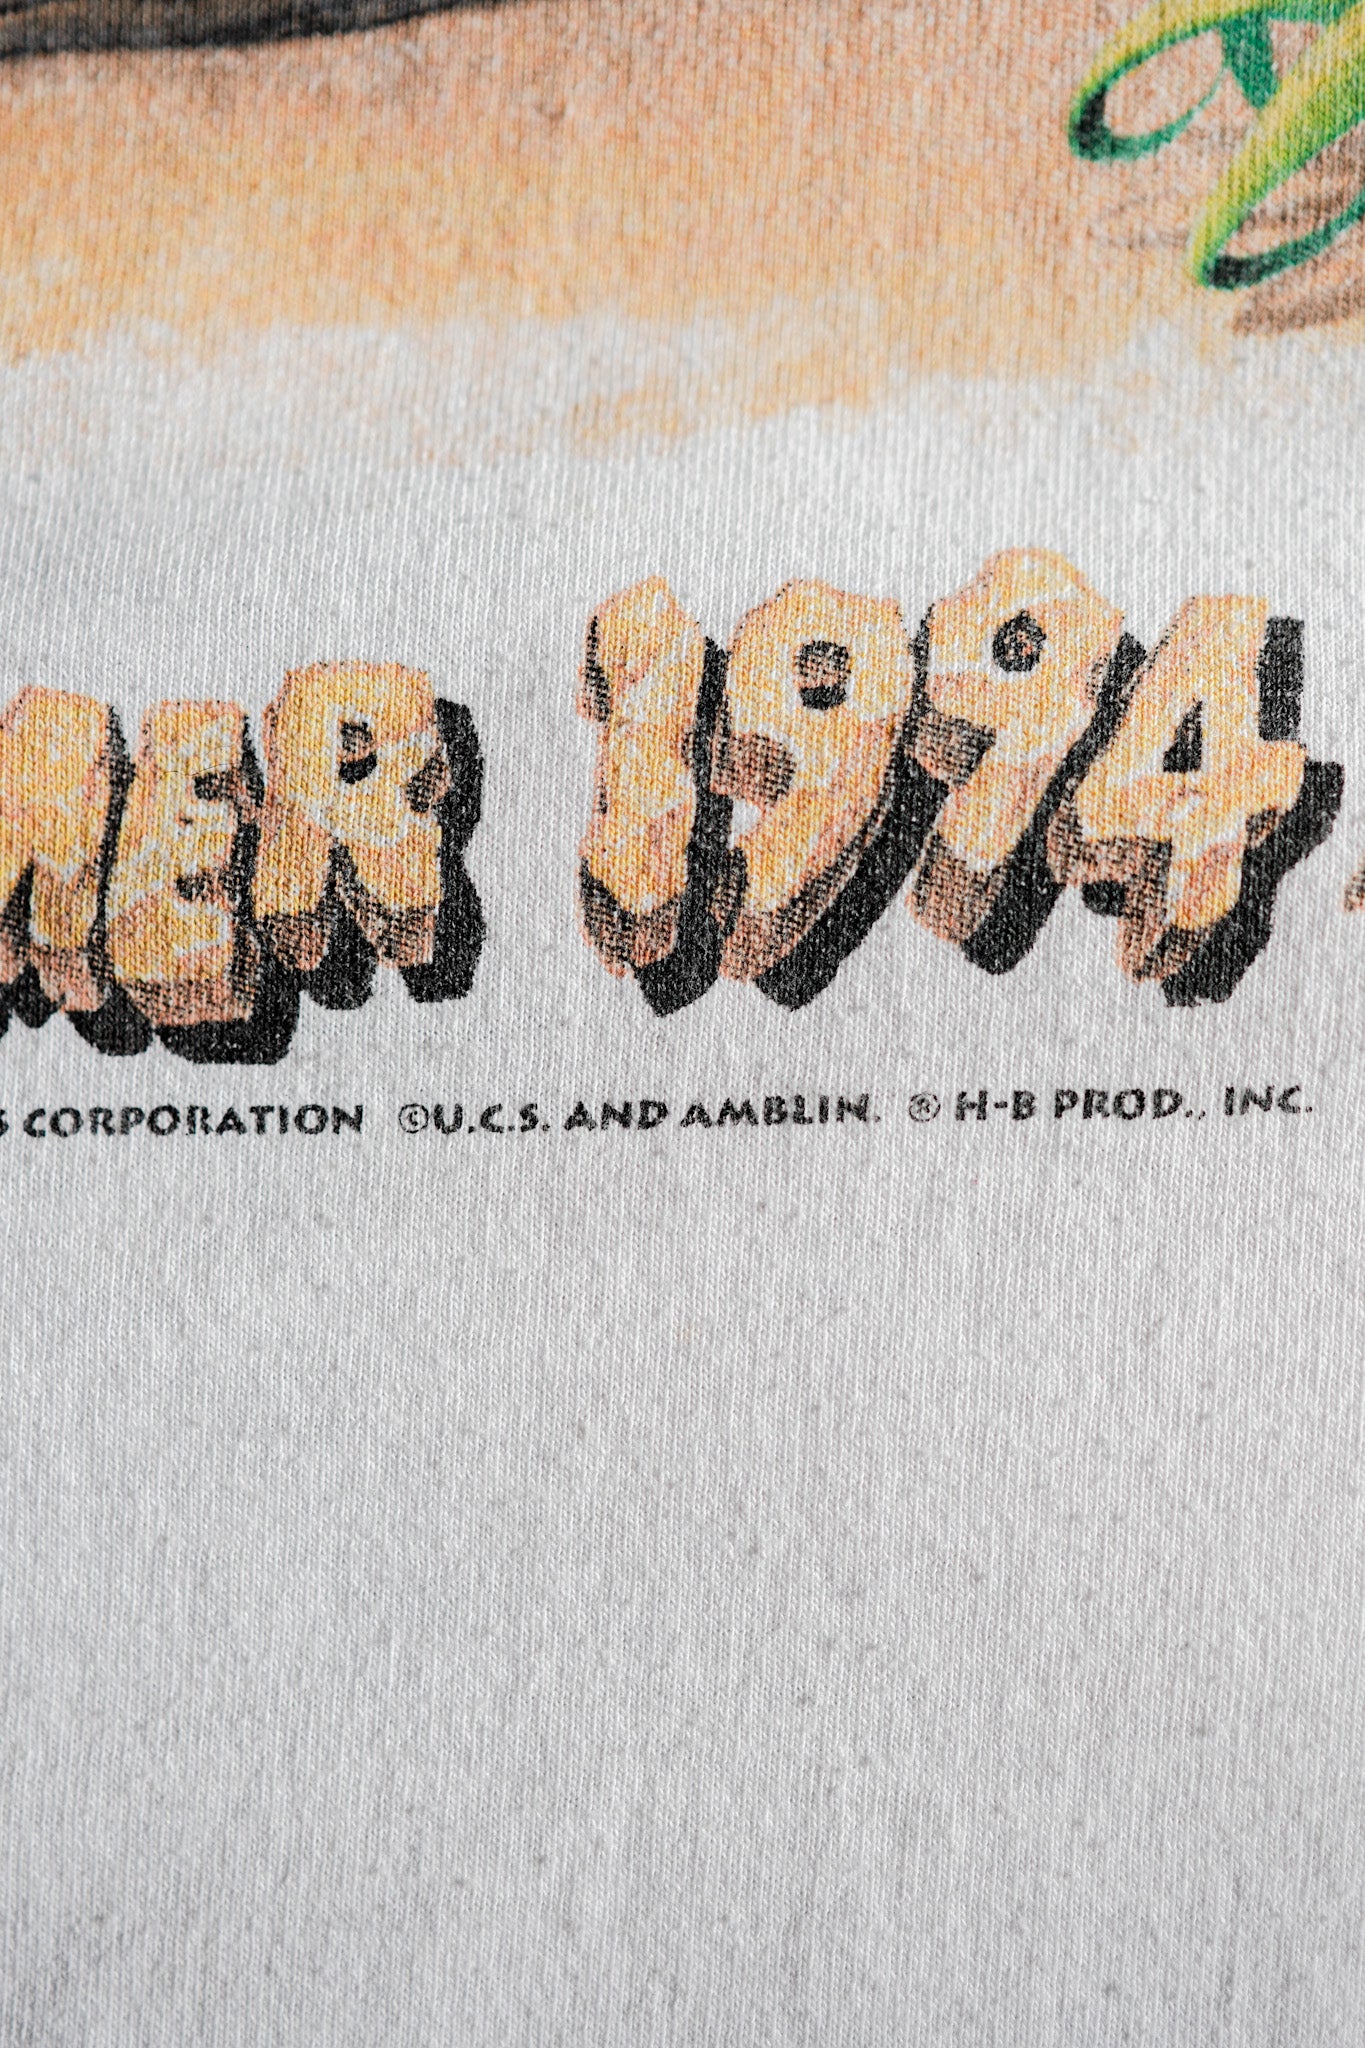 MER 1994
S CORPORATION ©U.C.S. AND AMBLIN. ® H-B PROD., INC.